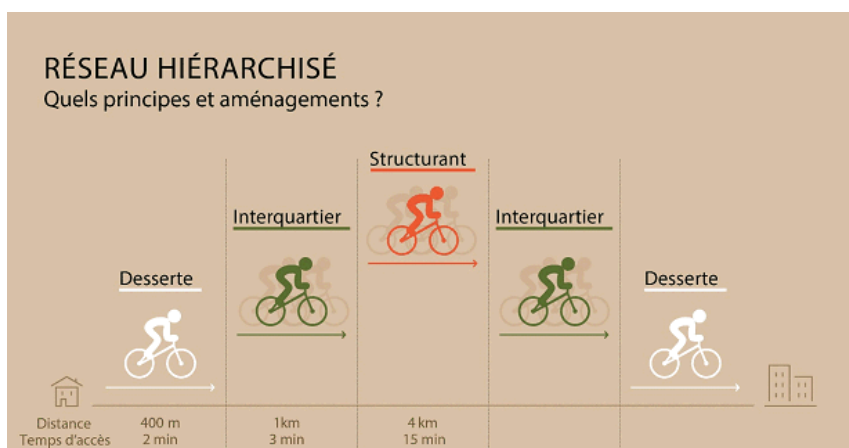 RÉSEAU HIÉRARCHISÉ
Quels principes et aménagements ?
Structurant
Interquartier
Interquartier
Desserte
Desserte
Distance 400 m 1km 4 km
Temps d'accès 2 min 3 min 15 min